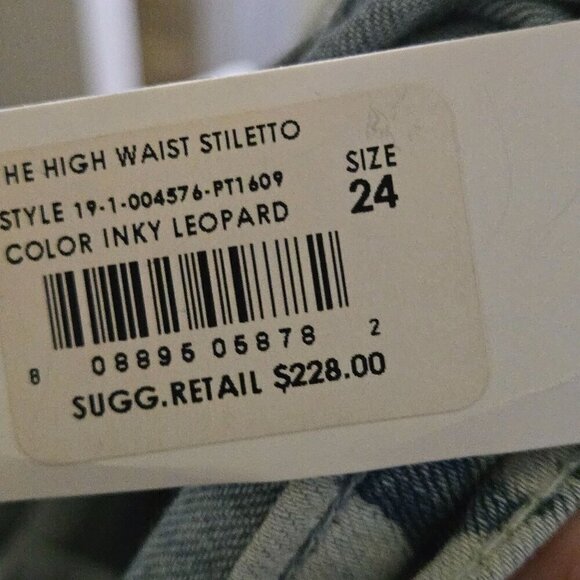 HE HIGH WAIST STILETTO
STYLE 19-1-004576-PT1609
COLOR INKY LEOPARD
SIZE
24
8 08895 05878 2
SUGG.RETAIL $228.00